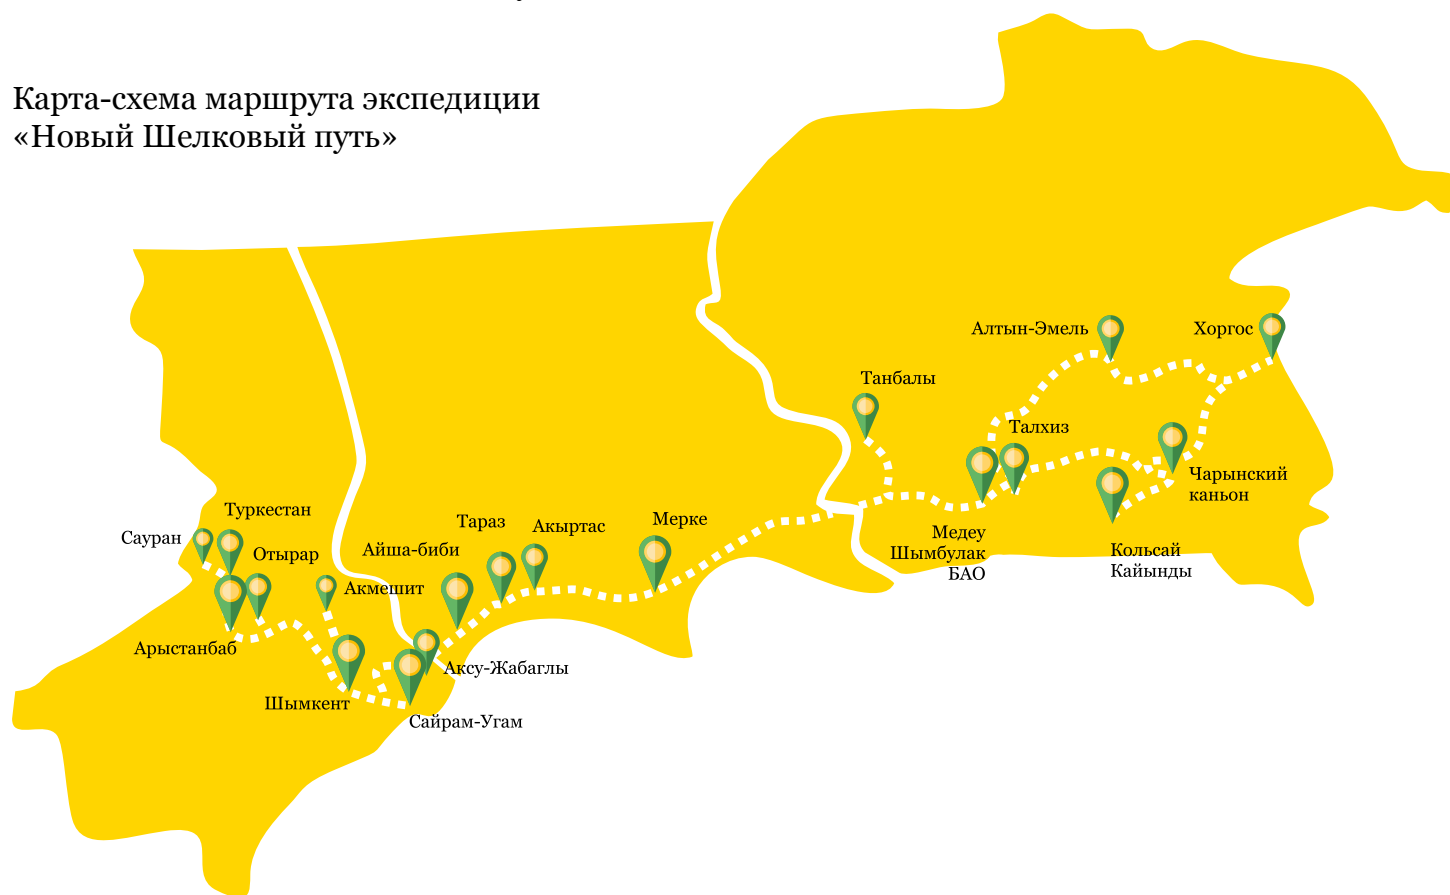 Карта-схема маршрута экспедиции
«Новый Шелковый путь»
Алтын-Эмель
Хоргос
Танбалы
Талхиз
Чарынский
каньон
Медеу
Шымбулак
БАО
Кольсай
Кайынды
Туркестан
Сауран
Отырар
Тараз
Акыртас
Мерке
Айша-биби
Акмешит
Арыстанбаб
Аксу-Жабаглы
Шымкент
Сайрам-Угам